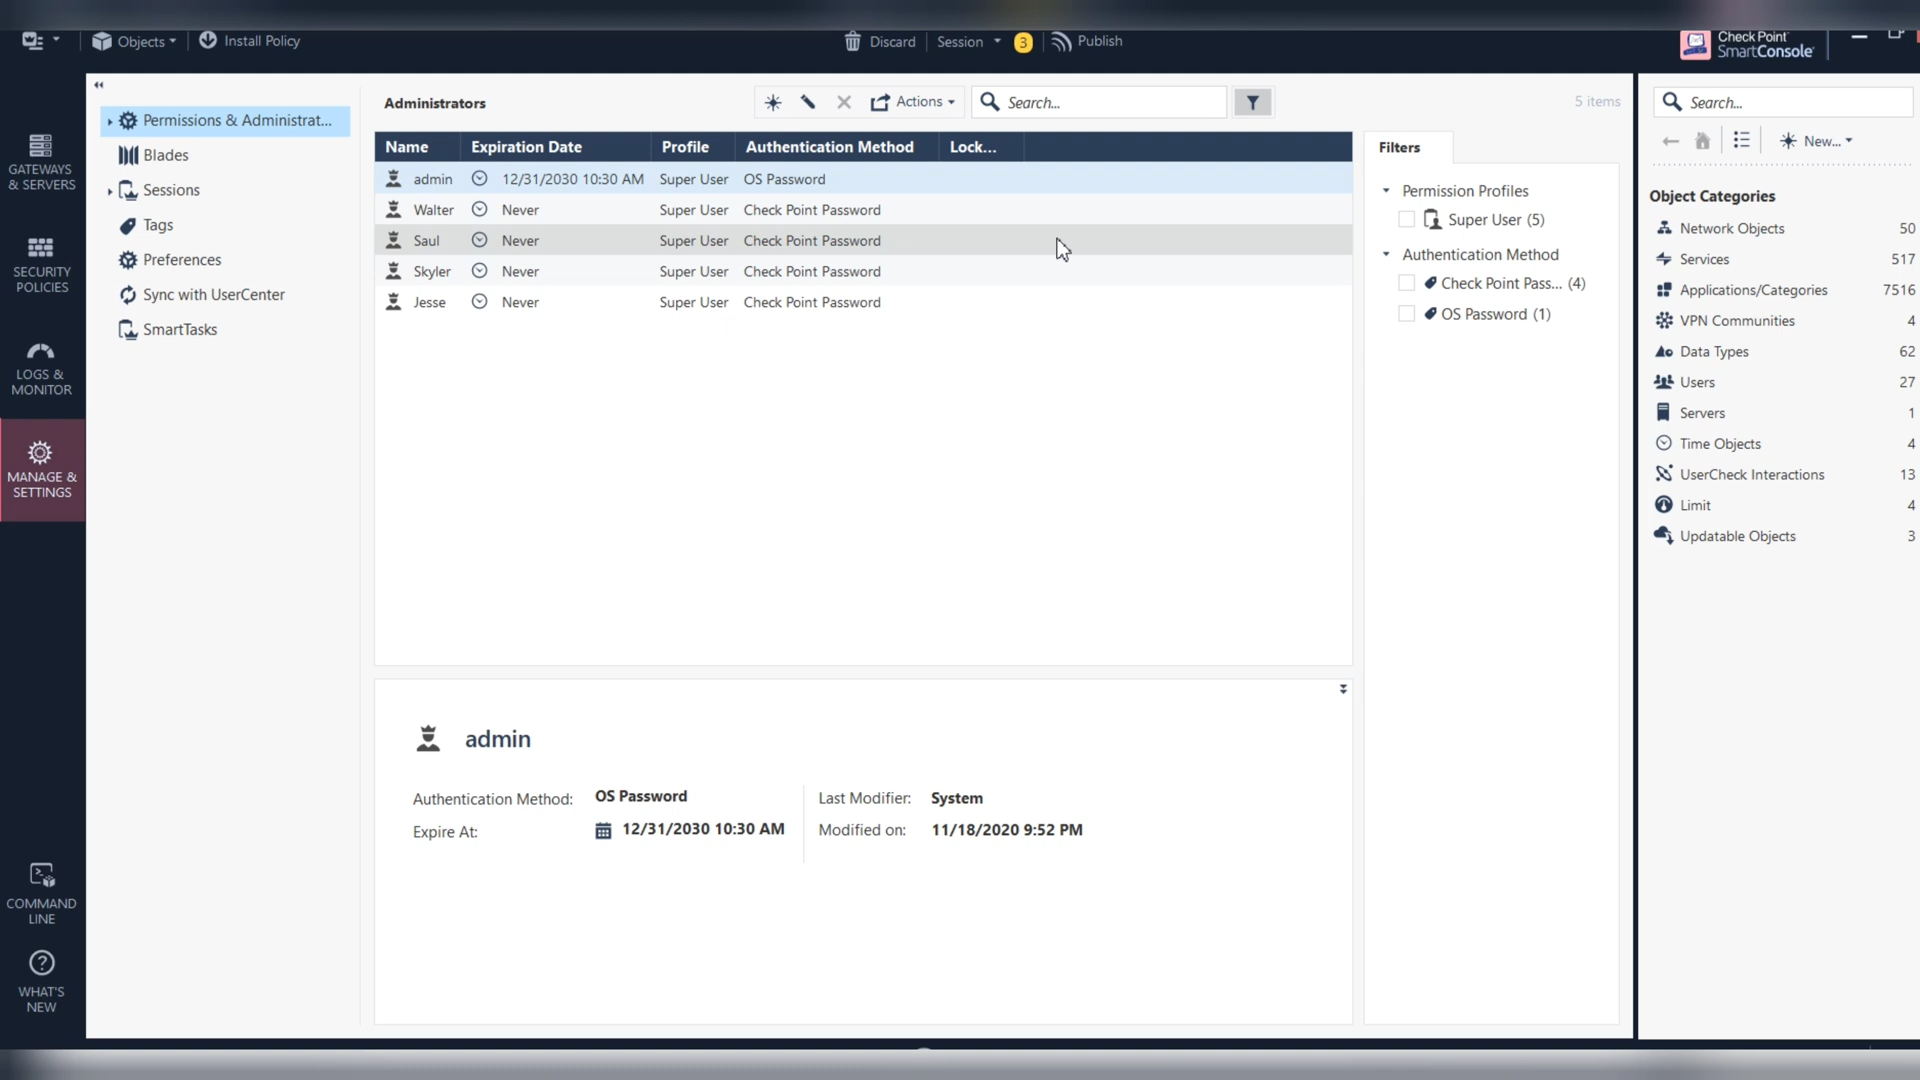 Objects
Install Policy
Discard
Session
3
Publish
Check Point
SmartConsole
GATEWAYS
& SERVERS
SECURITY
POLICIES
LOGS &
MONITOR
MANAGE &
SETTINGS
COMMAND
LINE
WHAT'S
NEW
Permissions & Administrat...
Blades
Sessions
Tags
Preferences
Sync with UserCenter
SmartTasks
Administrators
Actions
Search...
5 items
Name Expiration Date Profile Authentication Method Lock...
admin 12/31/2030 10:30 AM Super User OS Password
Walter Never Super User Check Point Password
Saul Never Super User Check Point Password
Skyler Never Super User Check Point Password
Jesse Never Super User Check Point Password
admin
Authentication Method: OS Password
Expire At: 12/31/2030 10:30 AM
Last Modifier: System
Modified on: 11/18/2020 9:52 PM
Filters
Permission Profiles
Super User (5)
Authentication Method
Check Point Pass... (4)
OS Password (1)
Search...
New...
Object Categories
Network Objects 50
Services 517
Applications/Categories 7516
VPN Communities 4
Data Types 62
Users 27
Servers 1
Time Objects 4
UserCheck Interactions 13
Limit 4
Updatable Objects 3